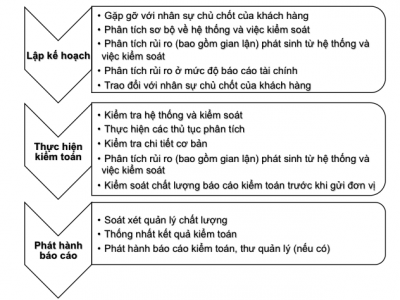 Lập kế hoạch
• Gặp gỡ với nhân sự chủ chốt của khách hàng
• Phân tích sơ bộ về hệ thống và việc kiểm soát
• Phân tích rủi ro (bao gồm gian lận) phát sinh từ hệ thống và
việc kiểm soát
• Phân tích rủi ro ở mức độ báo cáo tài chính
• Trao đổi với nhân sự chủ chốt của khách hàng
Thực hiện
kiểm toán
• Kiểm tra hệ thống và kiểm soát
• Thực hiện các thủ tục phân tích
• Kiểm tra chi tiết cơ bản
• Phân tích rủi ro (bao gồm gian lận) phát sinh từ hệ thống và
việc kiểm soát
• Kiểm soát chất lượng báo cáo kiểm toán trước khi gửi đơn vị
Phát hành
báo cáo
• Soát xét quản lý chất lượng
• Thống nhất kết quả kiểm toán
• Phát hành báo cáo kiểm toán, thư quản lý (nếu có)